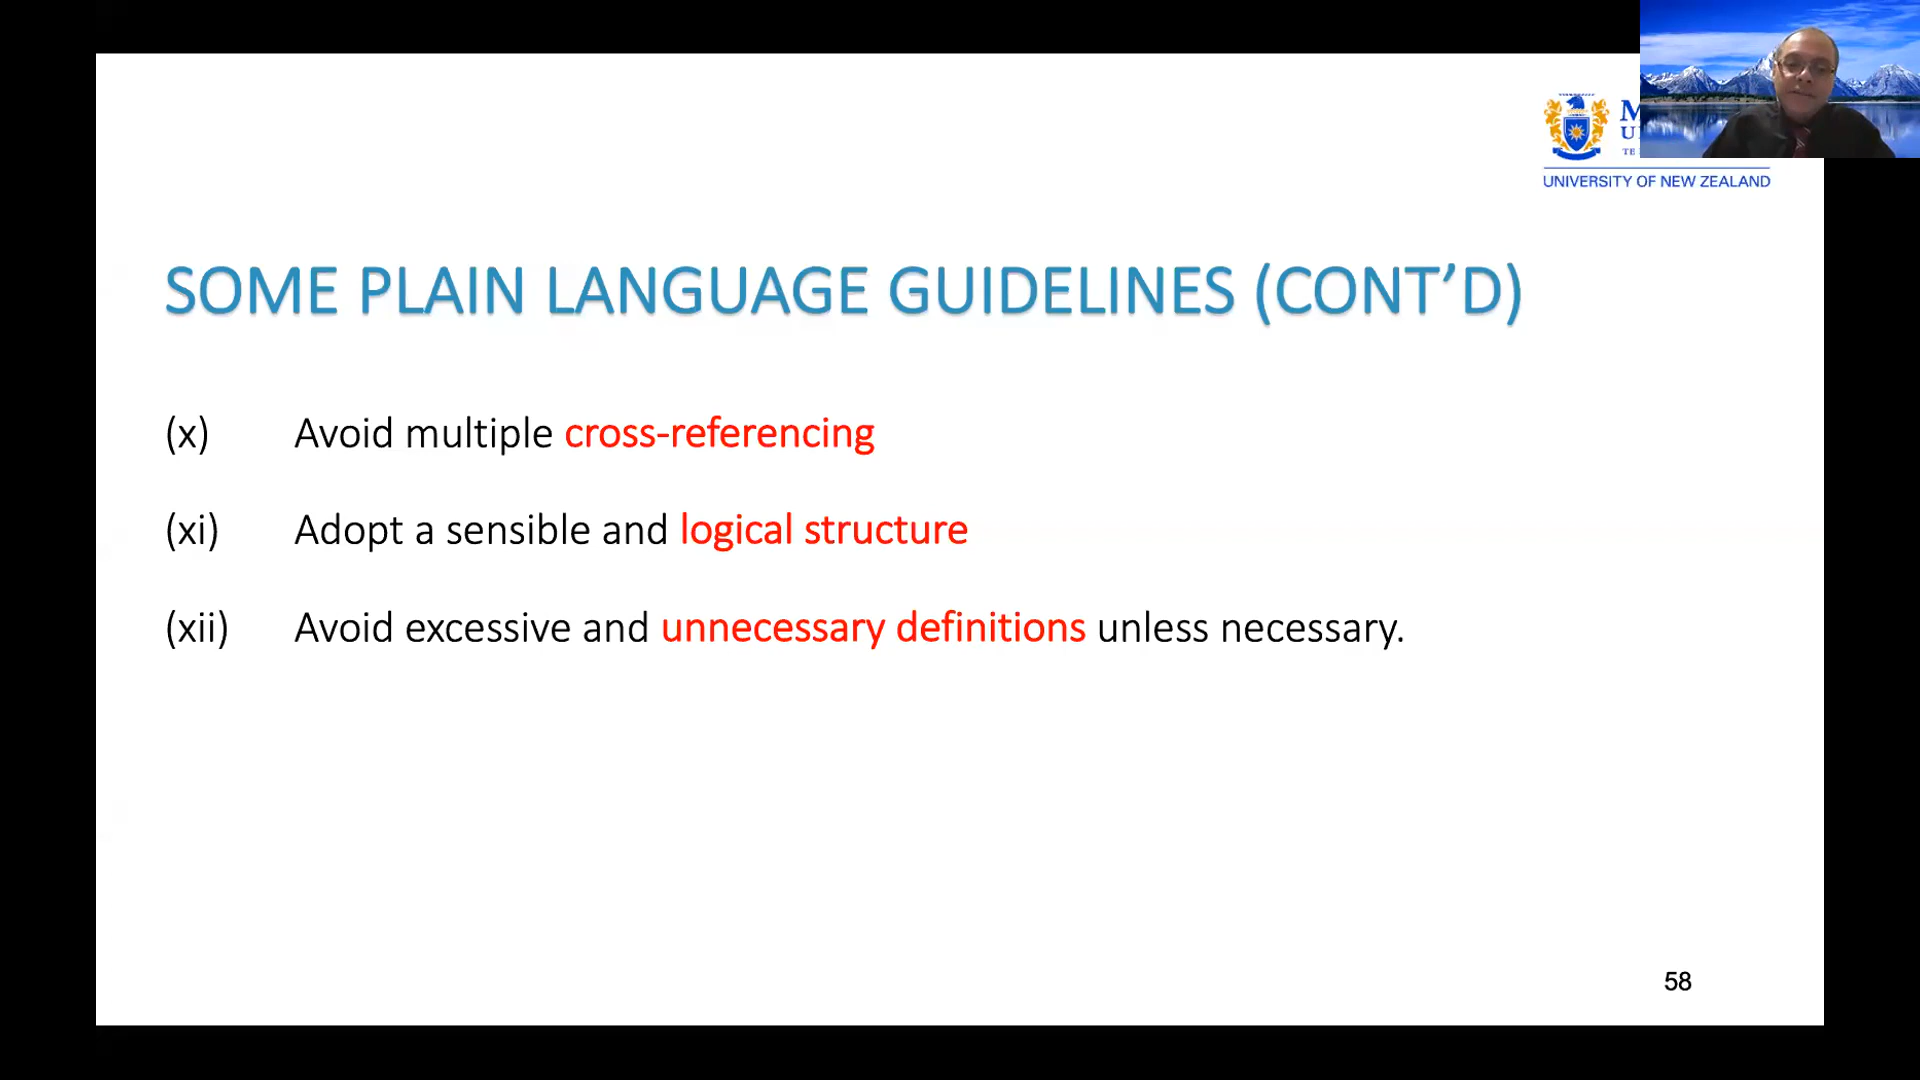 UNIVERSITY OF NEW ZEALAND
SOME PLAIN LANGUAGE GUIDELINES (CONT’D)
(x) Avoid multiple cross-referencing
(xi) Adopt a sensible and logical structure
(xii) Avoid excessive and unnecessary definitions unless necessary.
58